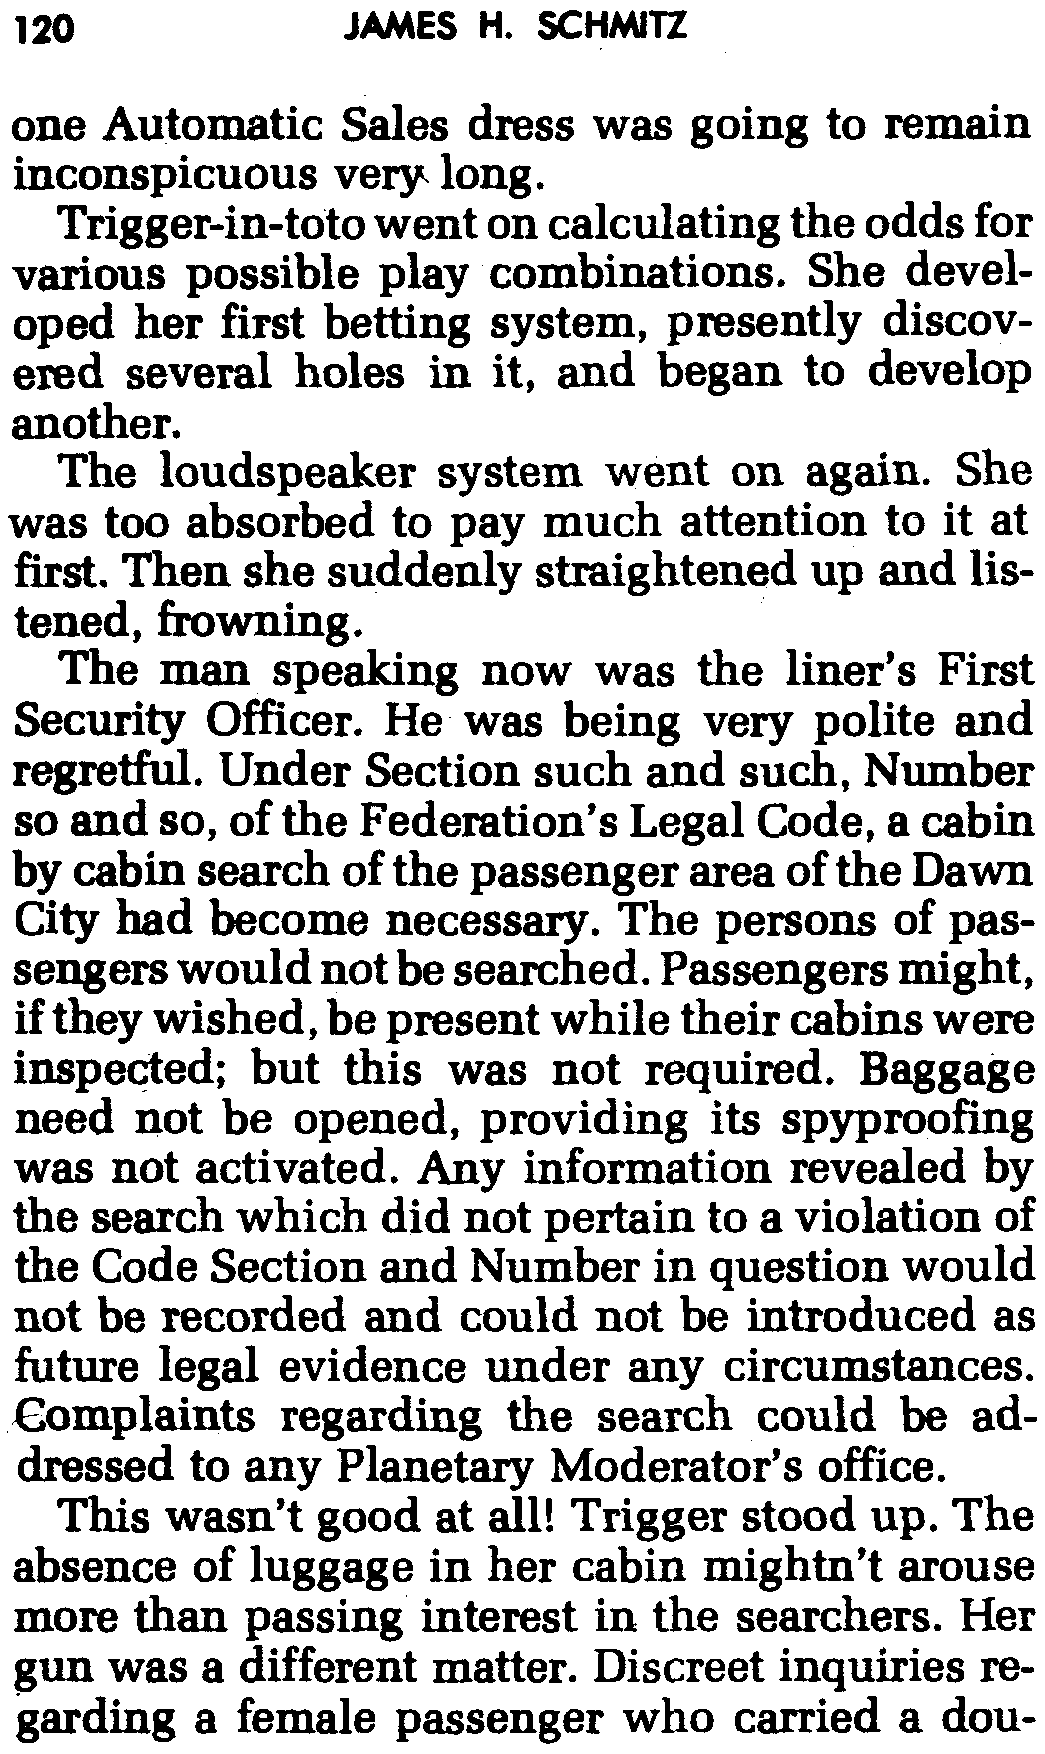 120 JAMES H. SCHMITZ
one Automatic Sales dress was going to remain
inconspicuous very long.
Trigger-in-toto went on calculating the odds for
various possible play combinations. She devel-
oped her first betting system, presently discov-
ered several holes in it, and began to develop
another.
The loudspeaker system went on again. She
was too absorbed to pay much attention to it at
first. Then she suddenly straightened up and lis-
tened, frowning.
The man speaking now was the liner's First
Security Officer. He was being very polite and
regretful. Under Section such and such, Number
so and so, of the Federation's Legal Code, a cabin
by cabin search of the passenger area of the Dawn
City had become necessary. The persons of pas-
sengers would not be searched. Passengers might,
if they wished, be present while their cabins were
inspected; but this was not required. Baggage
need not be opened, providing its spyproofing
was not activated. Any information revealed by
the search which did not pertain to a violation of
the Code Section and Number in question would
not be recorded and could not be introduced as
future legal evidence under any circumstances.
Complaints regarding the search could be ad-
dressed to any Planetary Moderator's office.
This wasn't good at all! Trigger stood up. The
absence of luggage in her cabin mightn't arouse
more than passing interest in the searchers. Her
gun was a different matter. Discreet inquiries re-
garding a female passenger who carried a dou-